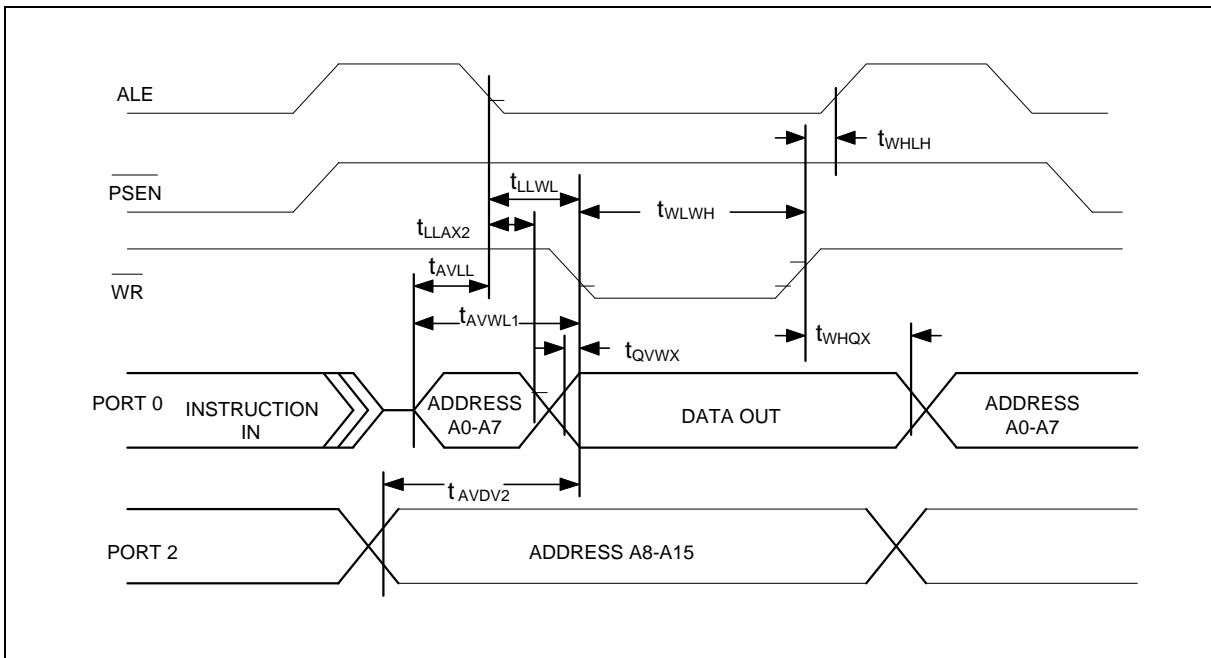 ALE
tWHLH
PSEN
tLLWL
tWLWH
tLLAX2
tAVLL
WR
tAVWL1
tWHQX
tQVWX
PORT 0
INSTRUCTION
IN
ADDRESS
A0-A7
DATA OUT
ADDRESS
A0-A7
tAVDV2
PORT 2
ADDRESS A8-A15